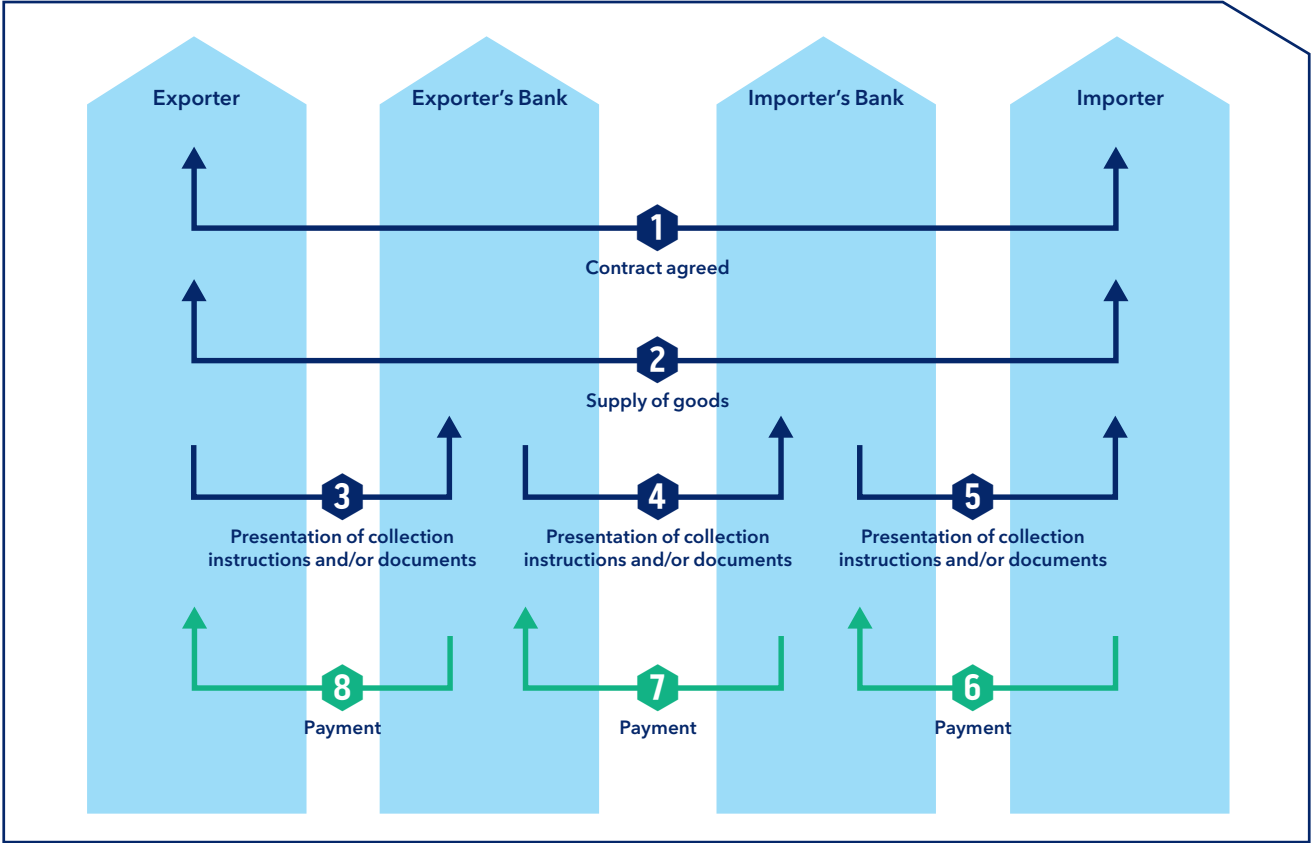 Exporter
Exporter’s Bank
Importer’s Bank
Importer
1
Contract agreed
2
Supply of goods
3
Presentation of collection
instructions and/or documents
4
Presentation of collection
instructions and/or documents
5
Presentation of collection
instructions and/or documents
8
Payment
7
Payment
6
Payment